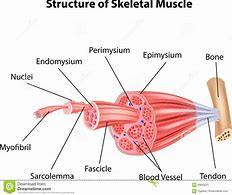 Structure of Skeletal Muscle
Perimysium
Epimysium
Bone
Endomysium
Nuclei
Myofibril
Sarcolemma
Fascicle
Blood Vessel
Tendon